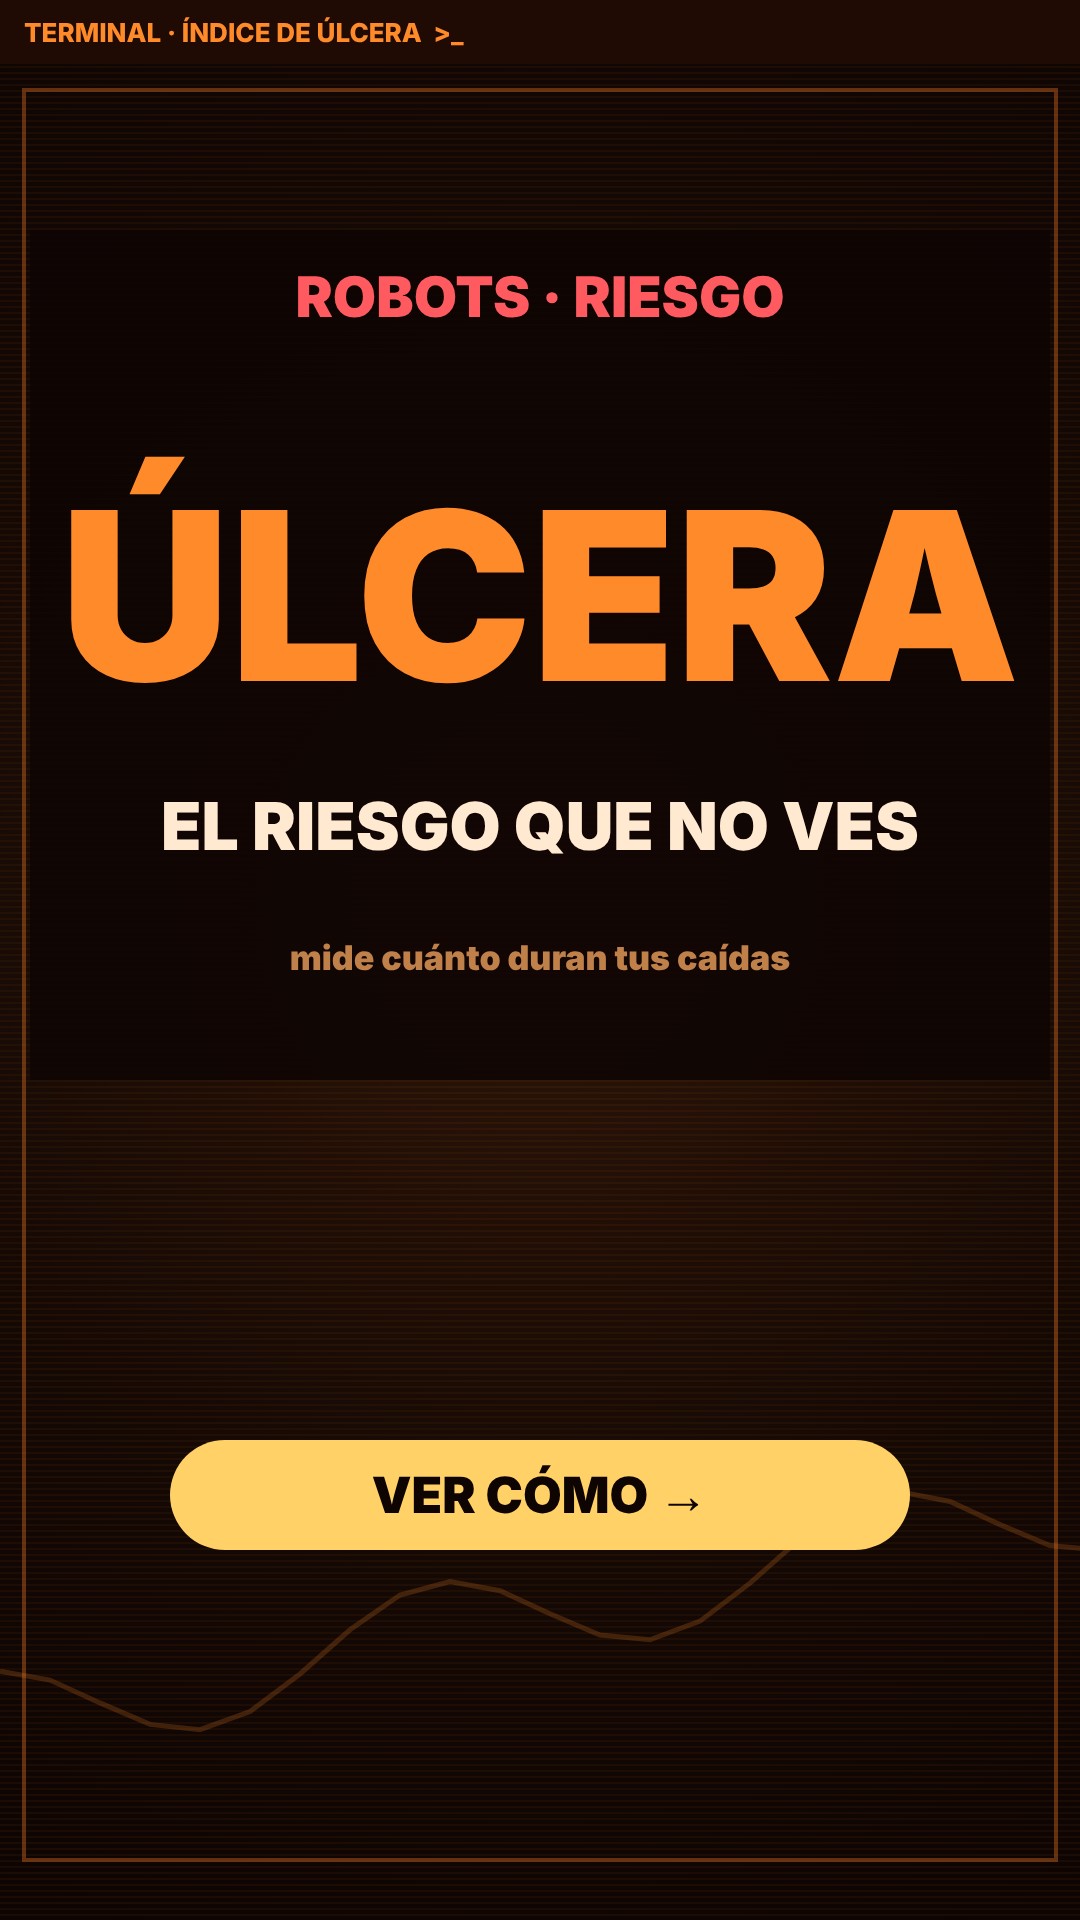 TERMINAL · ÍNDICE DE ÚLCERA >_
ROBOTS · RIESGO
ÚLCERA
EL RIESGO QUE NO VES
mide cuánto duran tus caídas
VER CÓMO →